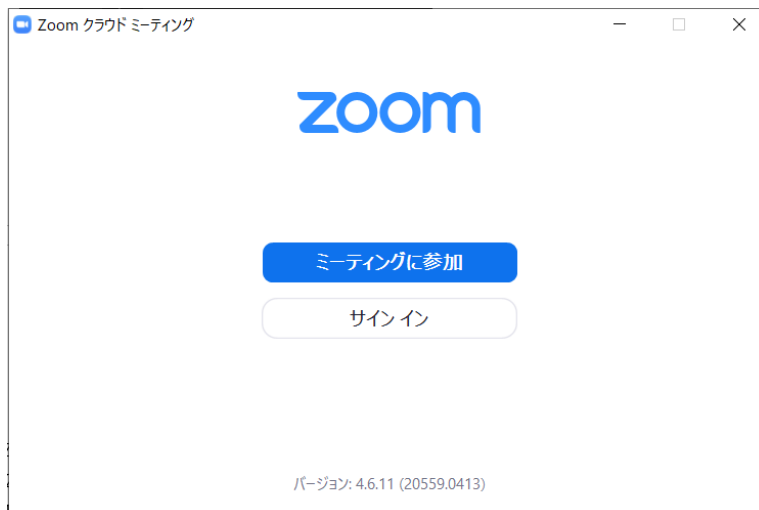 Zoom クラウド ミーティング
zoom
ミーティングに参加
サイン イン
バージョン: 4.6.11 (20559.0413)